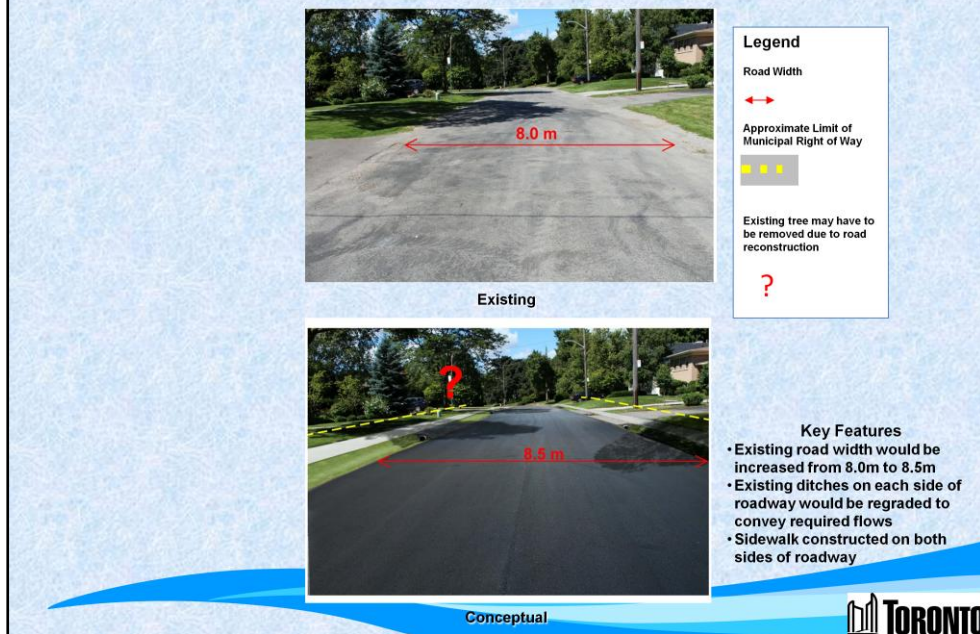 8.0 m
Existing
Legend
Road Width
Approximate Limit of
Municipal Right of Way
Existing tree may have to
be removed due to road
reconstruction
?
?
8.5 m
Conceptual
Key Features
• Existing road width would be
increased from 8.0m to 8.5m
• Existing ditches on each side of
roadway would be regraded to
convey required flows
• Sidewalk constructed on both
sides of roadway
TORONTO